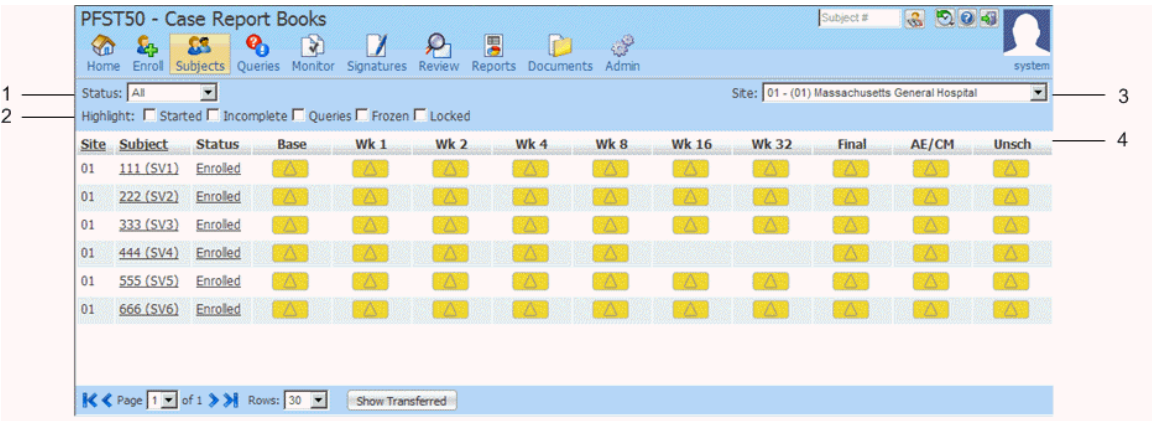 PFST50 - Case Report Books Subject #
Home Enroll Subjects Queries Monitor Signatures Review Reports Documents Admin system
1 Status: All Site: 01 - (01) Massachusetts General Hospital 3
2 Highlight: Started Incomplete Queries Frozen Locked
Site Subject Status Base Wk 1 Wk 2 Wk 4 Wk 8 Wk 16 Wk 32 Final AE/CM Unsch 4
01 111 (SV1) Enrolled
01 222 (SV2) Enrolled
01 333 (SV3) Enrolled
01 444 (SV4) Enrolled
01 555 (SV5) Enrolled
01 666 (SV6) Enrolled
Page 1 of 1 Rows: 30 Show Transferred